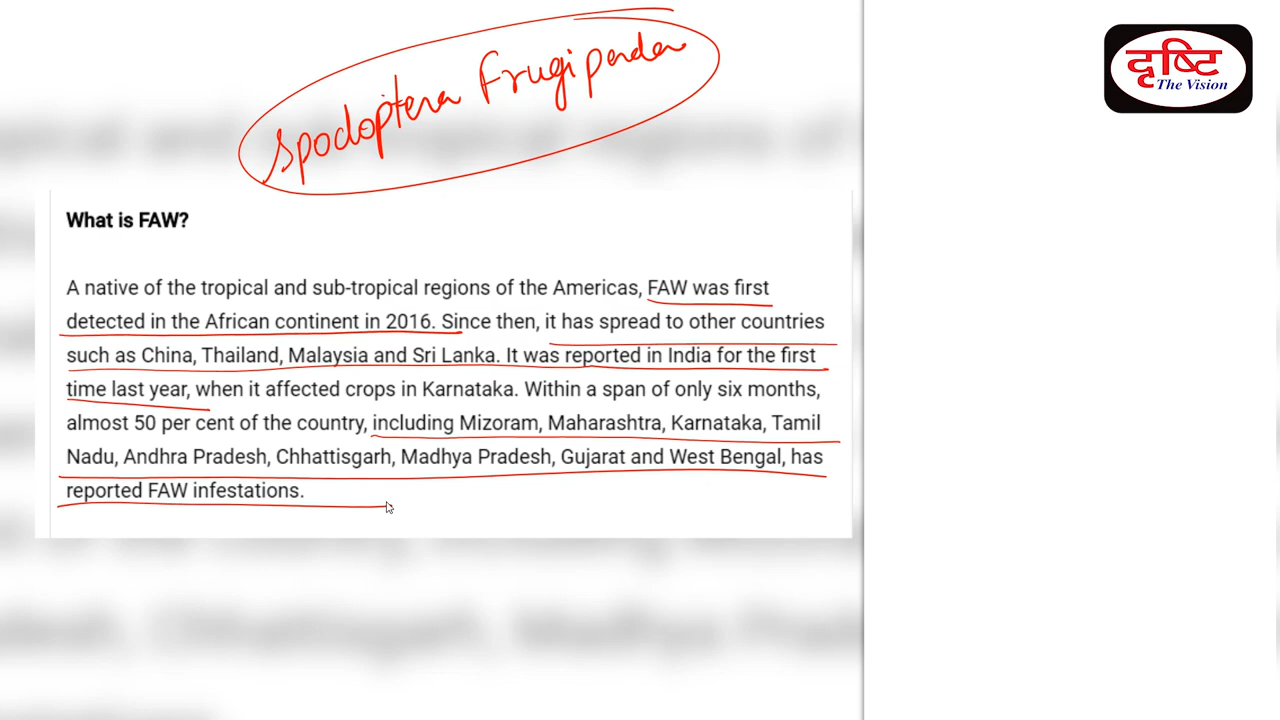 Spodoptera Frugiperda
दृष्टि
The Vision
What is FAW?
A native of the tropical and sub-tropical regions of the Americas, FAW was first
detected in the African continent in 2016. Since then, it has spread to other countries
such as China, Thailand, Malaysia and Sri Lanka. It was reported in India for the first
time last year, when it affected crops in Karnataka. Within a span of only six months,
almost 50 per cent of the country, including Mizoram, Maharashtra, Karnataka, Tamil
Nadu, Andhra Pradesh, Chhattisgarh, Madhya Pradesh, Gujarat and West Bengal, has
reported FAW infestations.